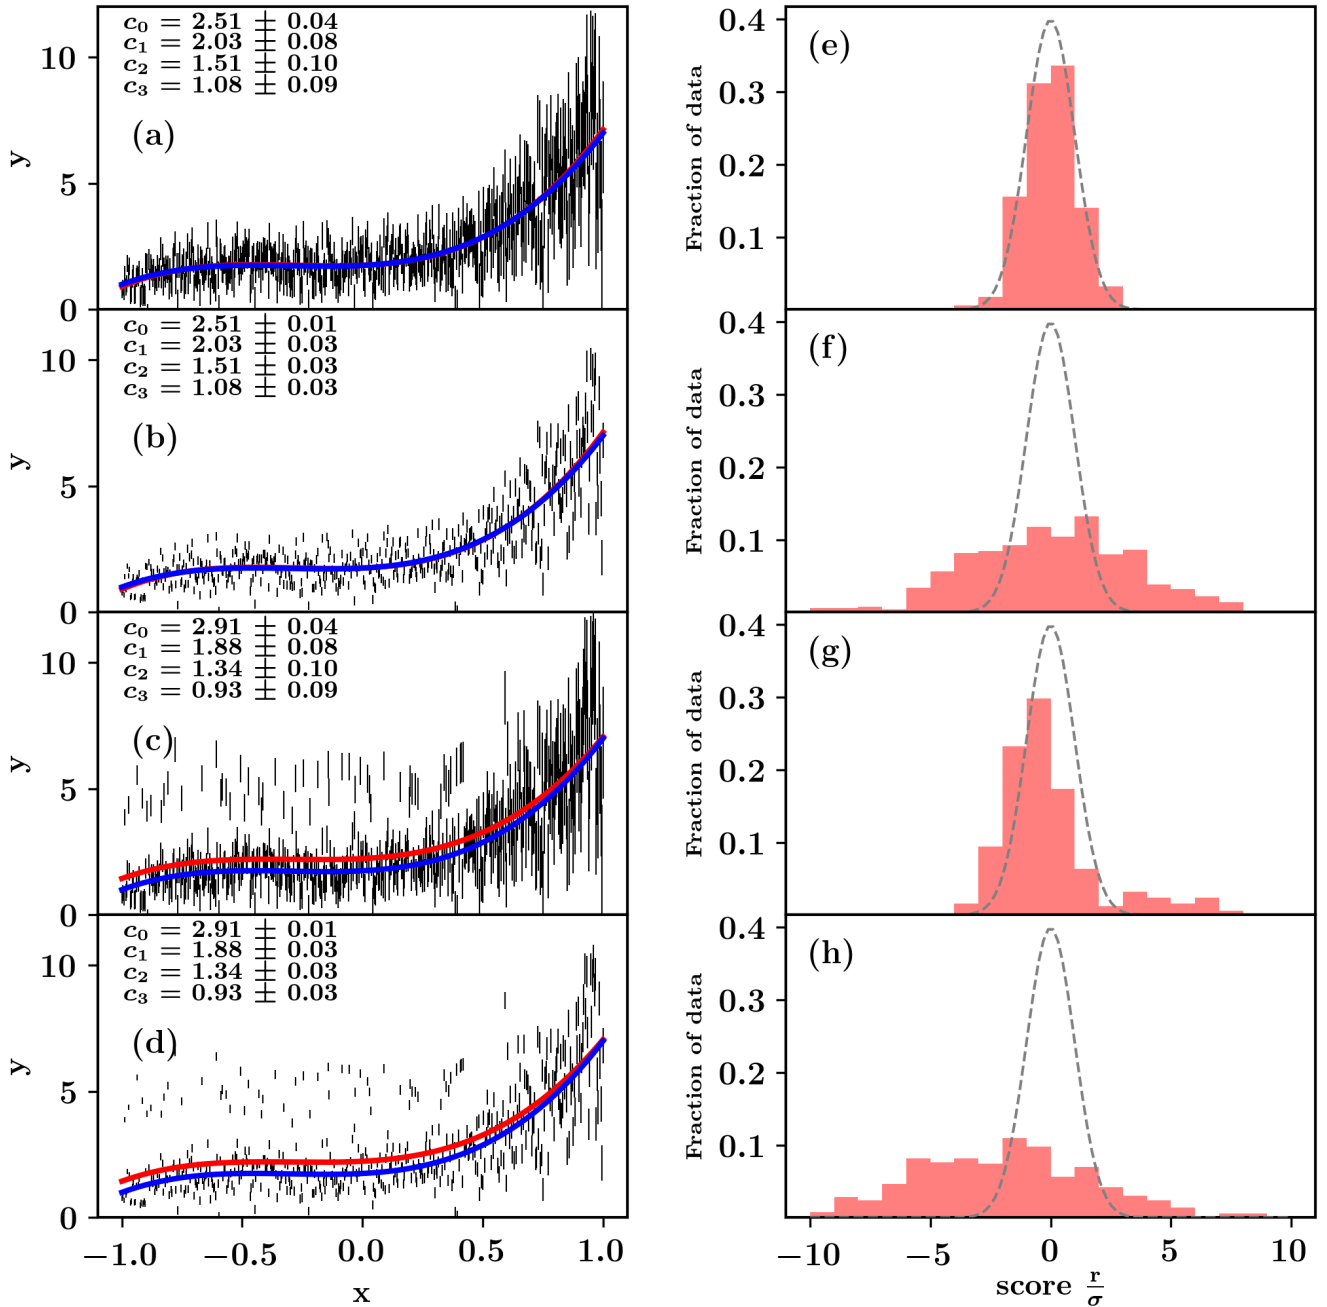 c₀ = 2.51 ± 0.04
c₁ = 2.03 ± 0.08
c₂ = 1.51 ± 0.10
c₃ = 1.08 ± 0.09
(a)
y
10
5
0
c₀ = 2.51 ± 0.01
c₁ = 2.03 ± 0.03
c₂ = 1.51 ± 0.03
c₃ = 1.08 ± 0.03
(b)
y
10
5
0
c₀ = 2.91 ± 0.04
c₁ = 1.88 ± 0.08
c₂ = 1.34 ± 0.10
c₃ = 0.93 ± 0.09
(c)
y
10
5
0
c₀ = 2.91 ± 0.01
c₁ = 1.88 ± 0.03
c₂ = 1.34 ± 0.03
c₃ = 0.93 ± 0.03
(d)
y
10
5
0
−1.0 −0.5 0.0 0.5 1.0
x
(e)
Fraction of data
0.4
0.3
0.2
0.1
(f)
Fraction of data
0.4
0.3
0.2
0.1
(g)
Fraction of data
0.4
0.3
0.2
0.1
(h)
Fraction of data
0.4
0.3
0.2
0.1
−10 −5 0 5 10
score r/σ